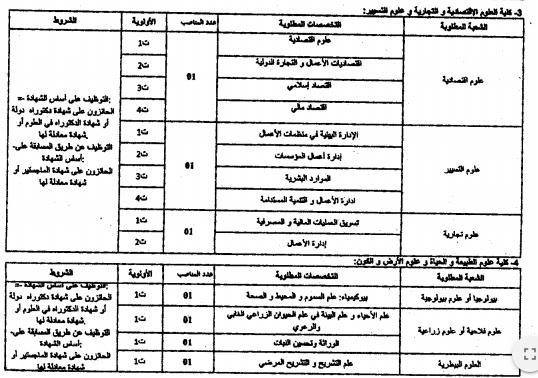 3- كلية العلوم الإقتصادية و التجارية و علوم التسيير:
الشعبة المطلوبة
التخصصات المطلوبة
عدد المناصب
الأولوية
الشروط
علوم اقتصادية
علوم اقتصادية
ت1
اقتصاديات الأعمال و التجارة الدولية
ت2
اقتصاد إسلامي
ت3
اقتصاد مالي
ت4
01
علوم التسيير
الإدارة البيئية في منظمات الأعمال
ت1
إدارة أعمال المؤسسات
ت2
الموارد البشرية
ت3
ادارة الأعمال و التنمية المستدامة
ت4
01
علوم تجارية
تسويق العمليات المالية و المصرفية
ت1
إدارة الأعمال
ت2
01
=- التوظيف على أساس الشهادة:
الحائزون على شهادة دكتوراه دولة
أو شهادة الدكتوراه في العلوم أو
شهادة معادلة لها.
-التوظيف عن طريق المسابقة على
أساس الشهادة:
الحائزون على شهادة الماجستير أو
شهادة معادلة لها
4- كلية علوم الطبيعة و الحياة و علوم الأرض و الكون:
الشعبة المطلوبة
التخصصات المطلوبة
عدد المناصب
الأولوية
الشروط
بيولوجيا أو علوم بيولوجية
بيوكيمياء: علم السموم و المحيط و الصحة
01
ت1
علوم فلاحية أو علوم زراعية
علم الأحياء و علم البيئة في علم الحيوان الزراعي الغابي
والرعوي
01
ت1
الوراثة وتحسين النبات
01
ت1
العلوم البيطرية
علم التشريح و التشريح المرضي
01
ت1
=- التوظيف على أساس الشهادة:
الحائزون على شهادة دكتوراه دولة
أو شهادة الدكتوراه في العلوم أو
شهادة معادلة لها.
-التوظيف عن طريق المسابقة على
أساس الشهادة:
الحائزون على شهادة الماجستير أو
شهادة معادلة لها